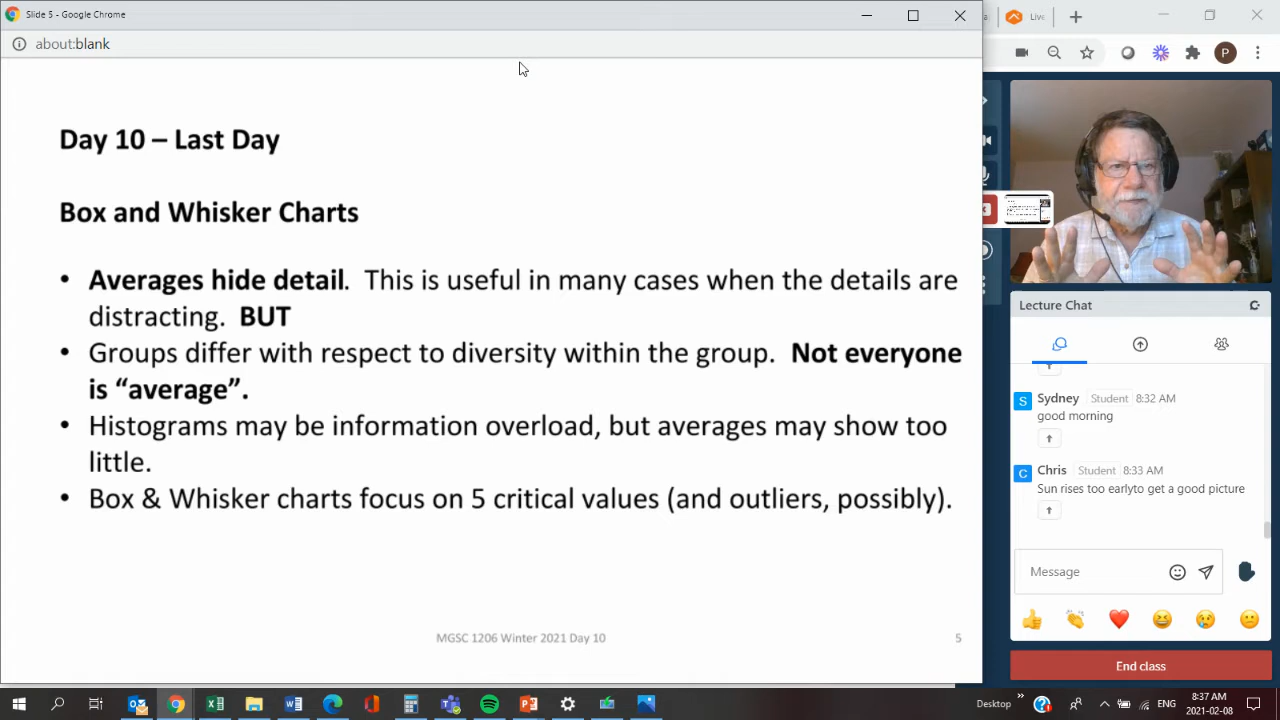 Slide 5 - Google Chrome
about:blank
Live
P
Day 10 – Last Day
Box and Whisker Charts
• Averages hide detail. This is useful in many cases when the details are
distracting. BUT
• Groups differ with respect to diversity within the group. Not everyone
is “average”.
• Histograms may be information overload, but averages may show too
little.
• Box & Whisker charts focus on 5 critical values (and outliers, possibly).
MGSC 1206 Winter 2021 Day 10
5
Lecture Chat
S Sydney Student 8:32 AM
good morning
C Chris Student 8:33 AM
Sun rises too earlyto get a good picture
Message
End class
Desktop
ENG
8:37 AM
2021-02-08